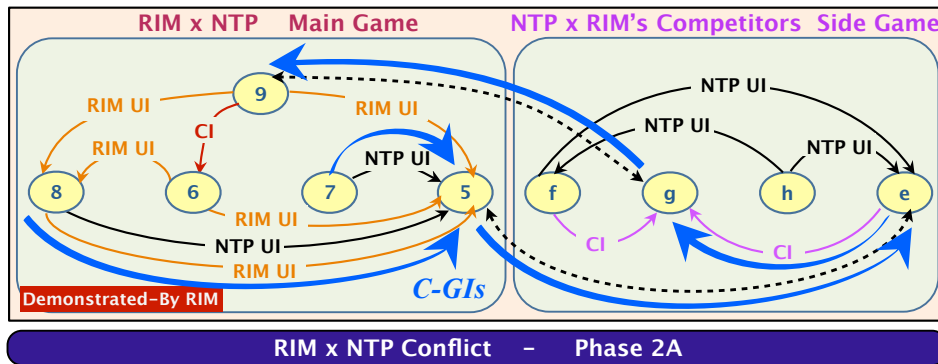 RIM x NTP Main Game
NTP x RIM's Competitors Side Game
9
RIM UI
RIM UI
NTP UI
CI
RIM UI
NTP UI
NTP UI
NTP UI
8
6
7
5
f
g
h
e
RIM UI
NTP UI
CI
CI
RIM UI
C-GIs
Demonstrated-By RIM
RIM x NTP Conflict - Phase 2A